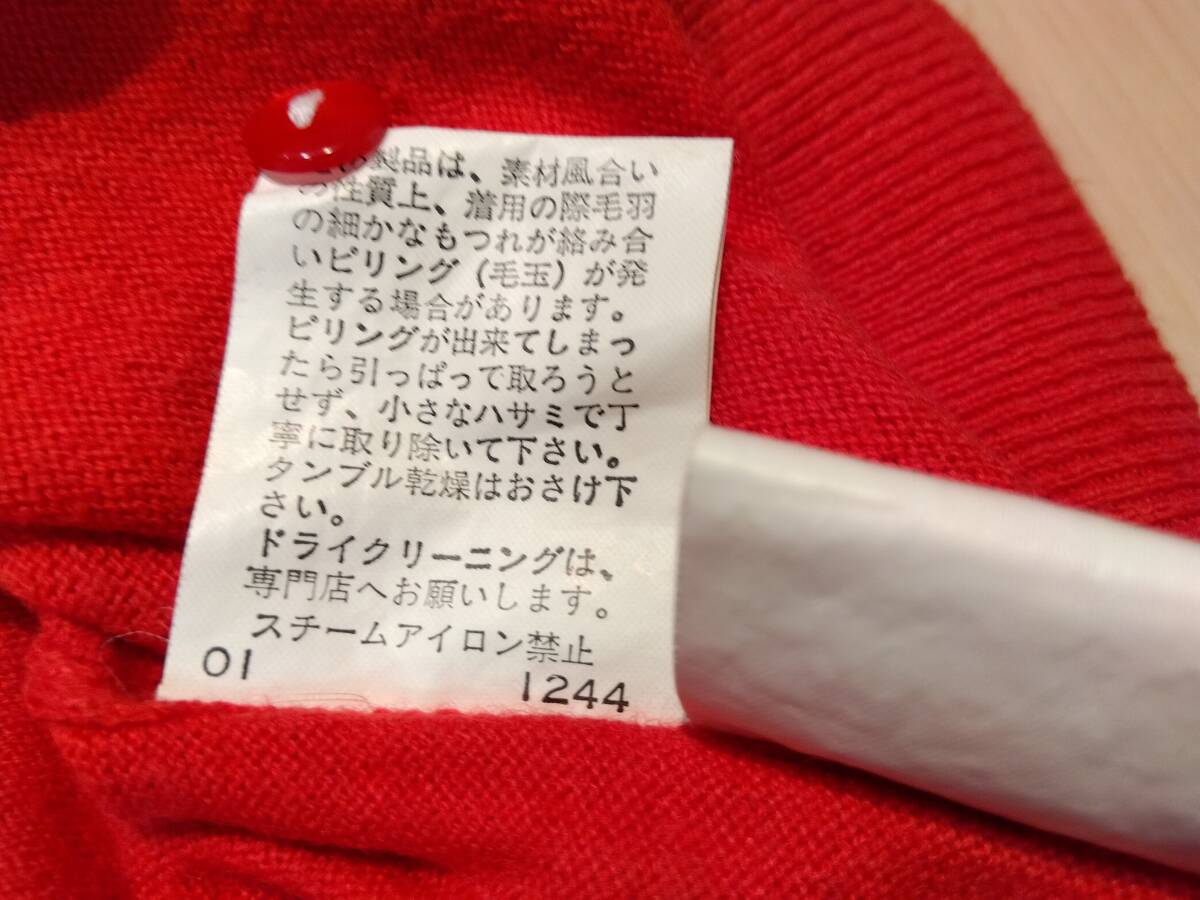 製品は、素材風合い
の性質上、着用の際毛羽
の細かなもつれが絡み合
いピリング(毛玉)が発
生する場合があります。
ピリングが出来てしまっ
たら引っぱって取ろうと
せず、小さなハサミで丁
寧に取り除いて下さい。
タンブル乾燥はおさけ下
さい。
ドライクリーニングは、
専門店へお願いします。
スチームアイロン禁止
01 1244